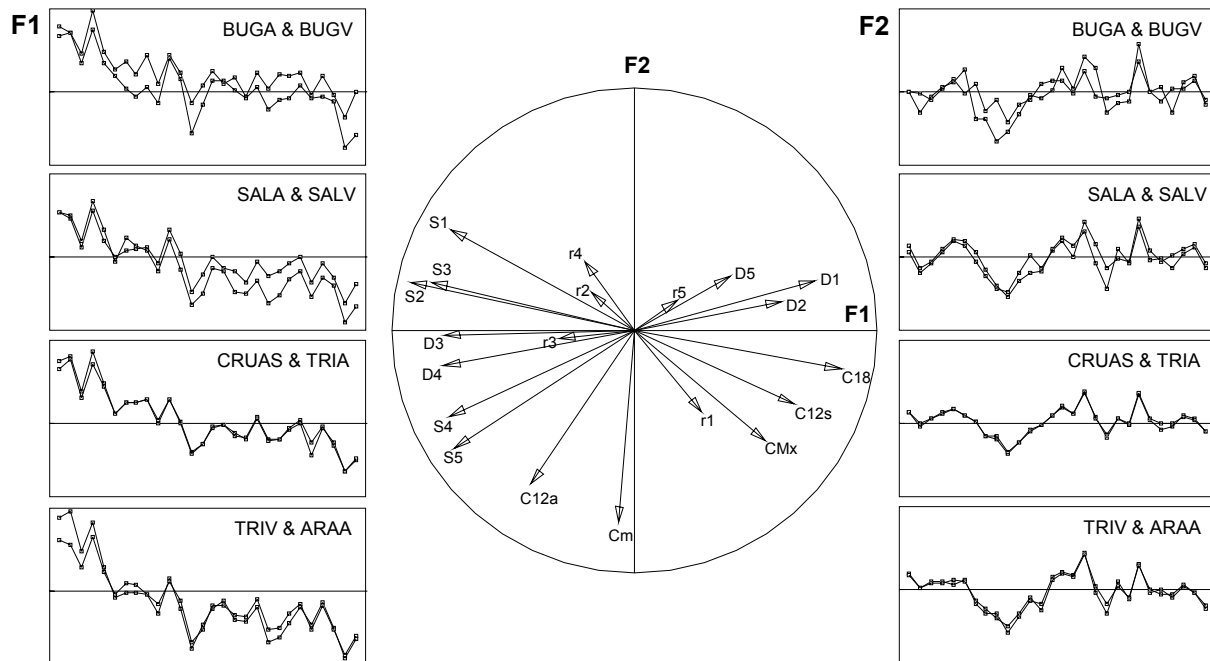 F1
BUGA & BUGV
SALA & SALV
CRUAS & TRIA
TRIV & ARAA
F2
S1
r4
S3
S2
r2
D5
D1
r5
D2
F1
D3
r3
D4
C18
S4
r1
C12s
S5
CMx
C12a
Cm
F2
BUGA & BUGV
SALA & SALV
CRUAS & TRIA
TRIV & ARAA